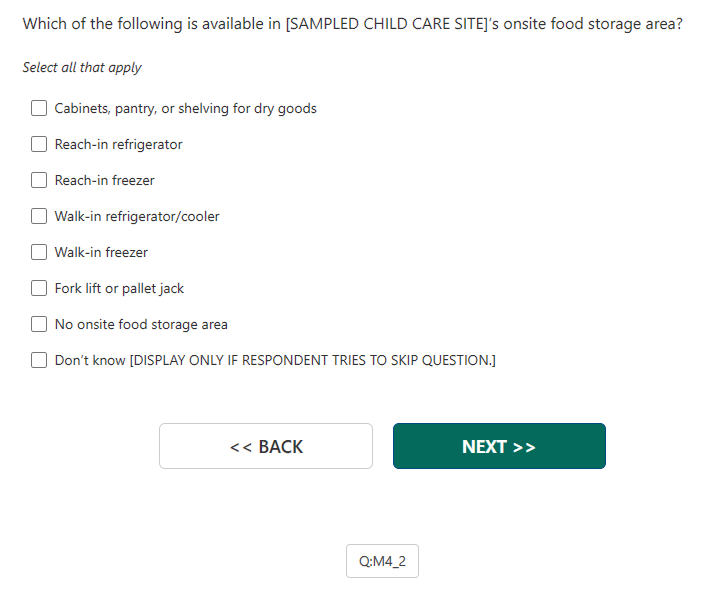 Which of the following is available in [SAMPLED CHILD CARE SITE]'s onsite food storage area?
Select all that apply
Cabinets, pantry, or shelving for dry goods
Reach-in refrigerator
Reach-in freezer
Walk-in refrigerator/cooler
Walk-in freezer
Fork lift or pallet jack
No onsite food storage area
Don't know [DISPLAY ONLY IF RESPONDENT TRIES TO SKIP QUESTION.]
<< BACK
NEXT >>
Q:M4_2